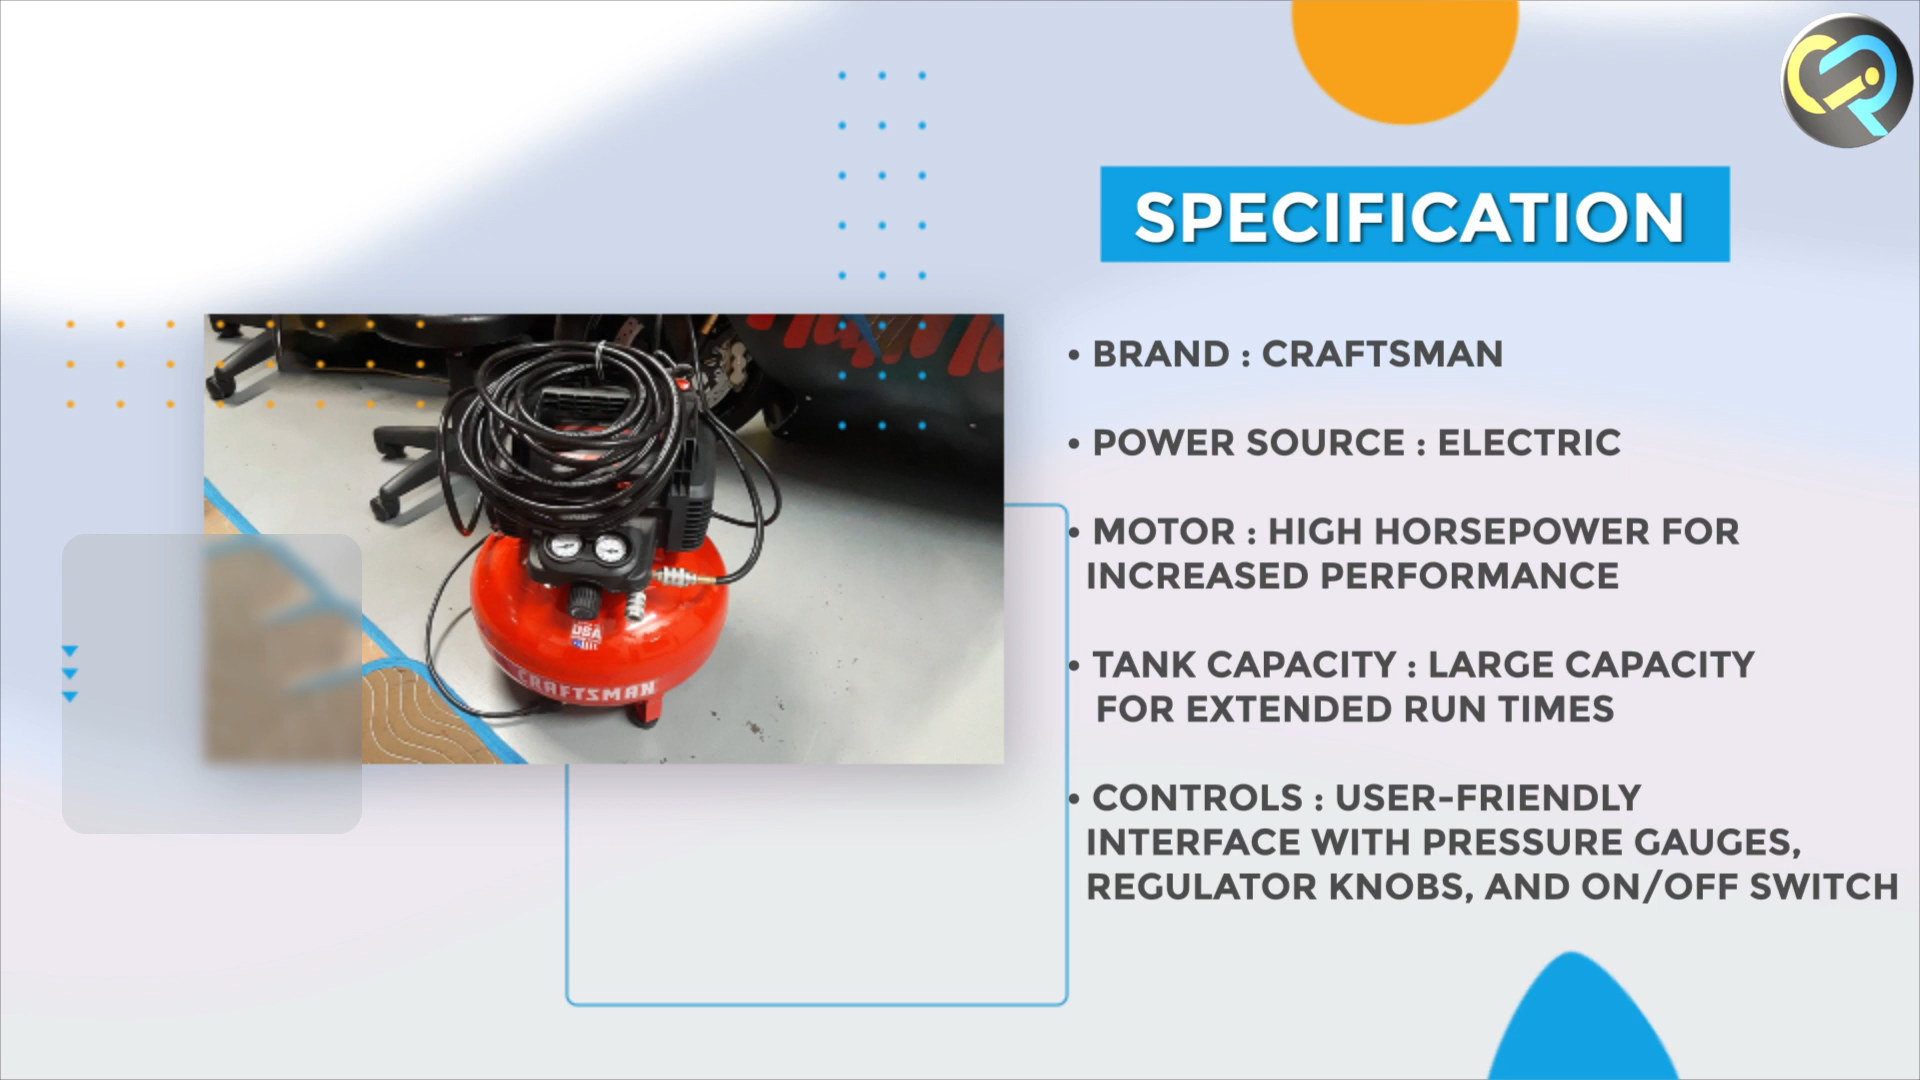 SPECIFICATION
• BRAND : CRAFTSMAN
• POWER SOURCE : ELECTRIC
• MOTOR : HIGH HORSEPOWER FOR
INCREASED PERFORMANCE
• TANK CAPACITY : LARGE CAPACITY
FOR EXTENDED RUN TIMES
• CONTROLS : USER-FRIENDLY
INTERFACE WITH PRESSURE GAUGES,
REGULATOR KNOBS, AND ON/OFF SWITCH
USA
CRAFTSMAN